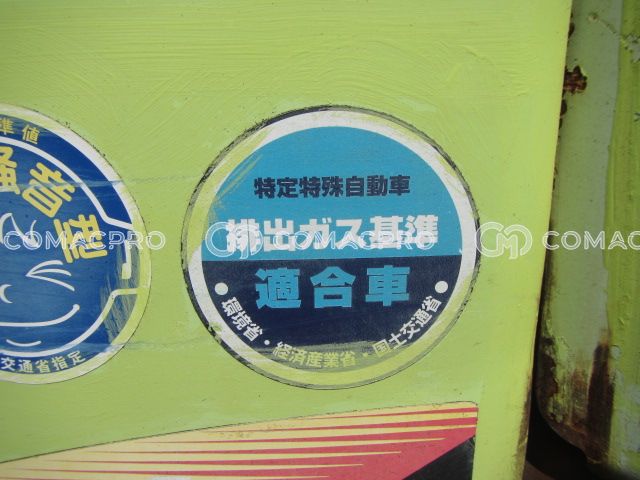 準値
騒音型
交通省指定
特定特殊自動車
排出ガス基準
適合車
・環境省・経済産業省・国土交通省・
COMACPRO
COMACPRO
COMAC